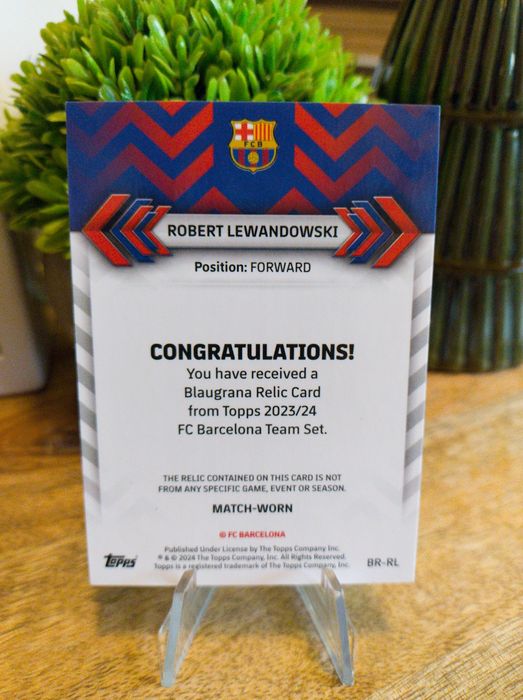 FCB
ROBERT LEWANDOWSKI
Position: FORWARD
CONGRATULATIONS!
You have received a
Blaugrana Relic Card
from Topps 2023/24
FC Barcelona Team Set.
THE RELIC CONTAINED ON THIS CARD IS NOT
FROM ANY SPECIFIC GAME, EVENT OR SEASON.
MATCH-WORN
© FC BARCELONA
Published Under License by The Topps Company, Inc.
® & © 2024 The Topps Company, Inc. All Rights Reserved.
Topps is a registered trademark of The Topps Company, Inc.
Topps
BR-RL